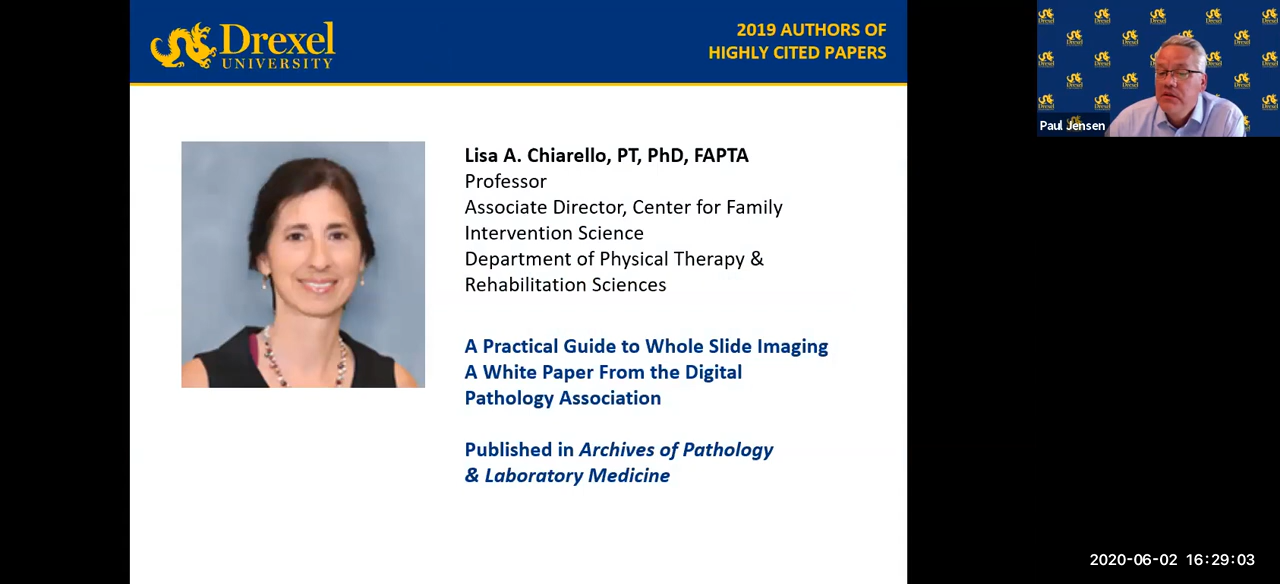 Drexel
UNIVERSITY
2019 AUTHORS OF
HIGHLY CITED PAPERS
Paul Jensen
Lisa A. Chiarello, PT, PhD, FAPTA
Professor
Associate Director, Center for Family
Intervention Science
Department of Physical Therapy &
Rehabilitation Sciences
A Practical Guide to Whole Slide Imaging
A White Paper From the Digital
Pathology Association
Published in Archives of Pathology
& Laboratory Medicine
2020-06-02 16:29:03